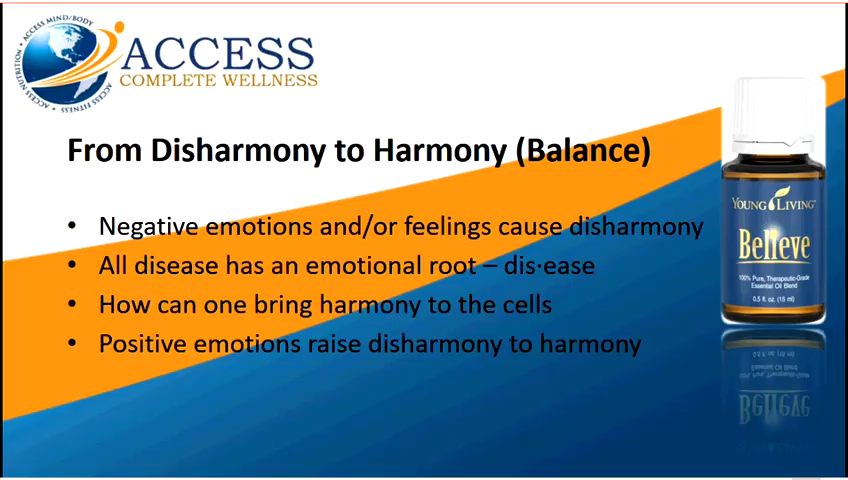 ACCESS MIND/BODY • ACCESS FITNESS • ACCESS NUTRITION •
ACCESS
COMPLETE WELLNESS
From Disharmony to Harmony (Balance)
• Negative emotions and/or feelings cause disharmony
• All disease has an emotional root – dis·ease
• How can one bring harmony to the cells
• Positive emotions raise disharmony to harmony
YOUNG LIVING™
Believe
100% Pure, Therapeutic-Grade
Essential Oil Blend
0.5 fl. oz. (15 ml)